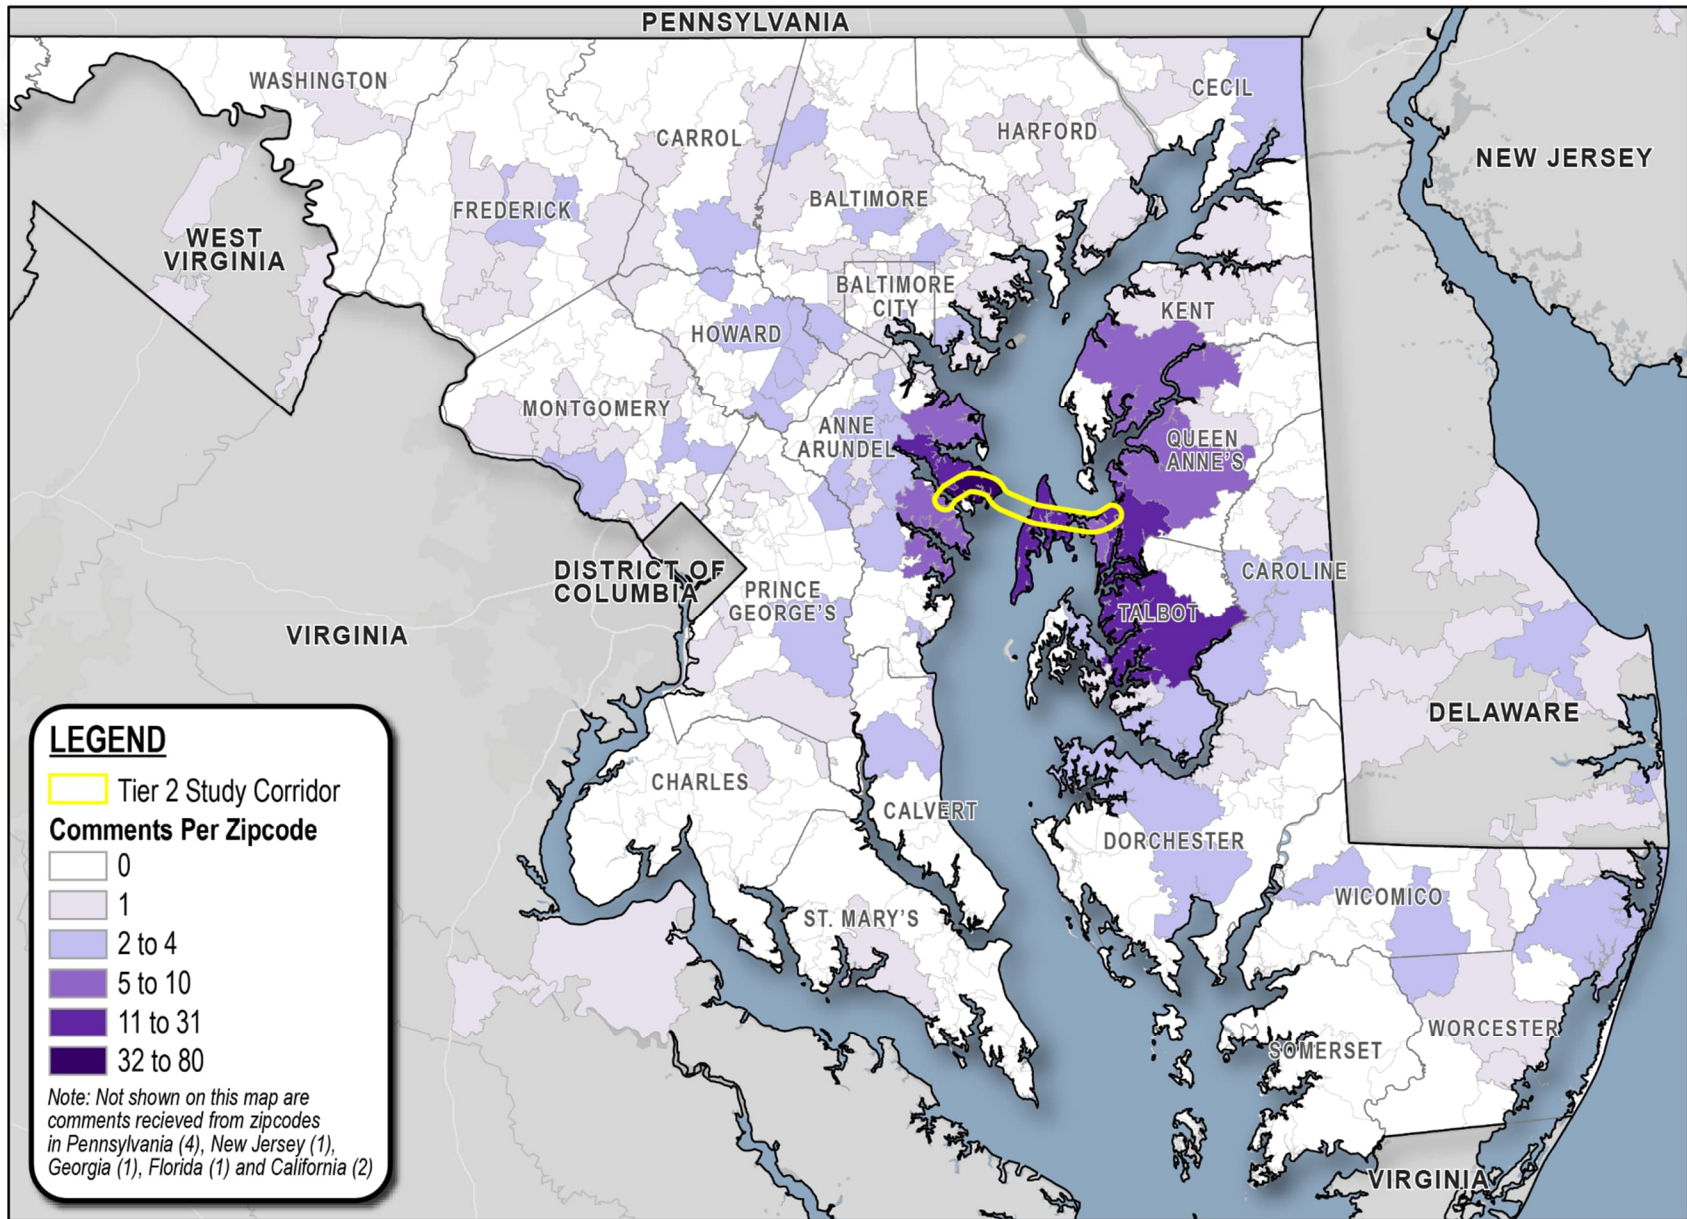 PENNSYLVANIA
WASHINGTON
CECIL
CARROL
HARFORD
NEW JERSEY
FREDERICK
BALTIMORE
WEST
VIRGINIA
BALTIMORE
CITY
KENT
HOWARD
MONTGOMERY
ANNE
ARUNDEL
QUEEN
ANNE'S
DISTRICT OF
COLUMBIA
PRINCE
GEORGE'S
CAROLINE
TALBOT
VIRGINIA
DELAWARE
CHARLES
CALVERT
DORCHESTER
WICOMICO
ST. MARY'S
WORCESTER
SOMERSET
VIRGINIA
LEGEND
Tier 2 Study Corridor
Comments Per Zipcode
0
1
2 to 4
5 to 10
11 to 31
32 to 80
Note: Not shown on this map are
comments recieved from zipcodes
in Pennsylvania (4), New Jersey (1),
Georgia (1), Florida (1) and California (2)